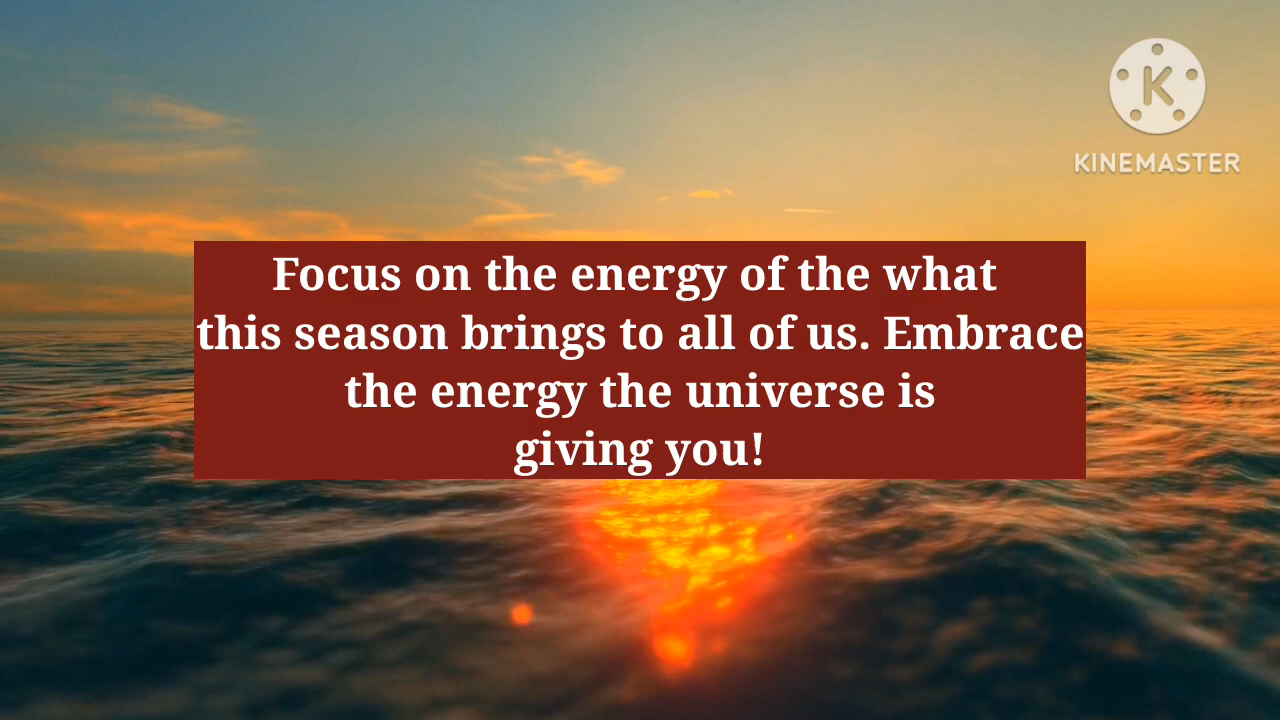 K
KINEMASTER
Focus on the energy of the what
this season brings to all of us. Embrace
the energy the universe is
giving you!